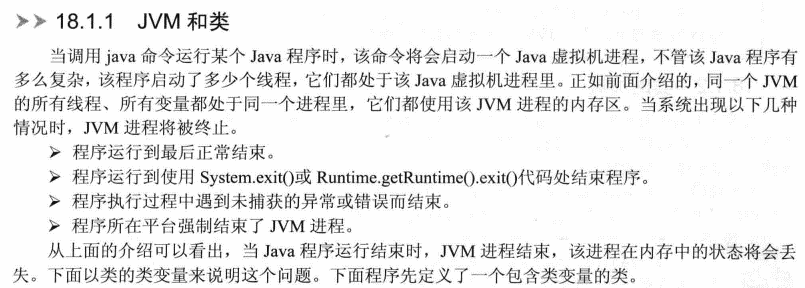 18.1.1 JVM 和类
当调用 java 命令运行某个 Java 程序时，该命令将会启动一个 Java 虚拟机进程，不管该 Java 程序有
多么复杂，该程序启动了多少个线程，它们都处于该 Java 虚拟机进程里。正如前面介绍的，同一个 JVM
的所有线程、所有变量都处于同一个进程里，它们都使用该 JVM 进程的内存区。当系统出现以下几种
情况时，JVM 进程将被终止。
➢ 程序运行到最后正常结束。
➢ 程序运行到使用 System.exit()或 Runtime.getRuntime().exit()代码处结束程序。
➢ 程序执行过程中遇到未捕获的异常或错误而结束。
➢ 程序所在平台强制结束了 JVM 进程。
从上面的介绍可以看出，当 Java 程序运行结束时，JVM 进程结束，该进程在内存中的状态将会丢
失。下面以类的类变量来说明这个问题。下面程序先定义了一个包含类变量的类。